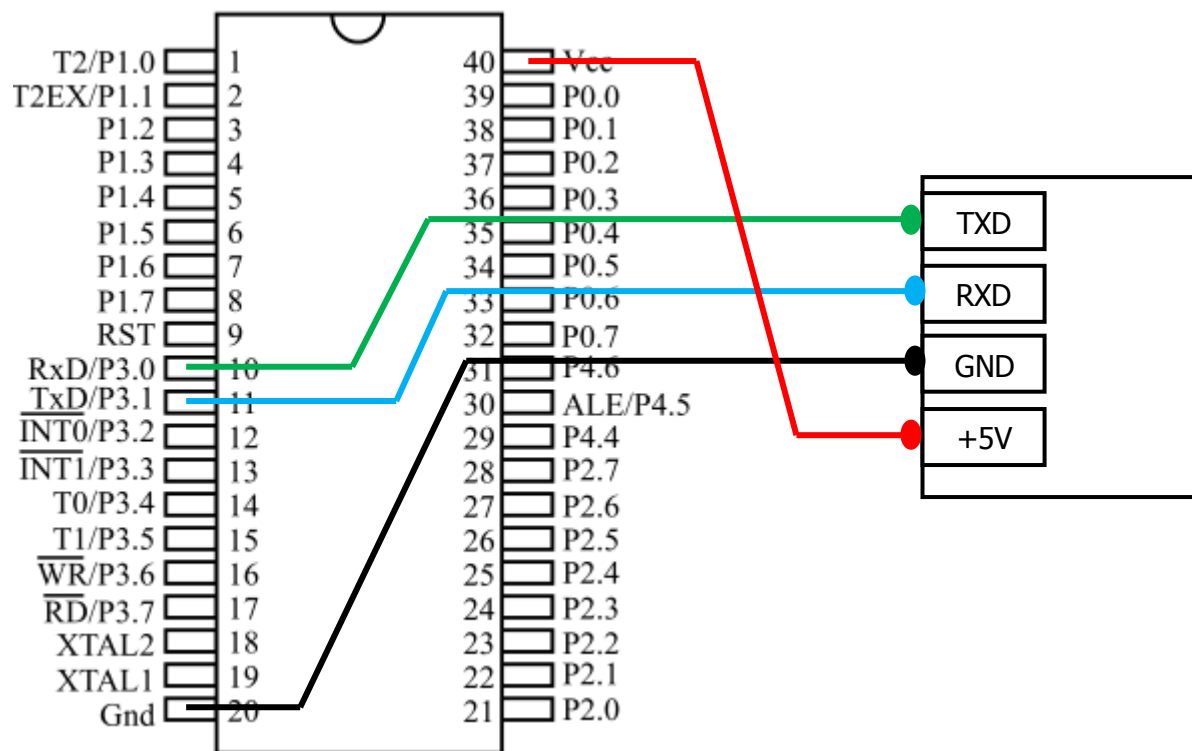 T2/P1.0 1 40 Vcc
T2EX/P1.1 2 39 P0.0
P1.2 3 38 P0.1
P1.3 4 37 P0.2
P1.4 5 36 P0.3
P1.5 6 35 P0.4
P1.6 7 34 P0.5
P1.7 8 33 P0.6
RST 9 32 P0.7
RxD/P3.0 10 31 P4.6
TxD/P3.1 11 30 ALE/P4.5
INT0/P3.2 12 29 P4.4
INT1/P3.3 13 28 P2.7
T0/P3.4 14 27 P2.6
T1/P3.5 15 26 P2.5
WR/P3.6 16 25 P2.4
RD/P3.7 17 24 P2.3
XTAL2 18 23 P2.2
XTAL1 19 22 P2.1
Gnd 20 21 P2.0
TXD
RXD
GND
+5V